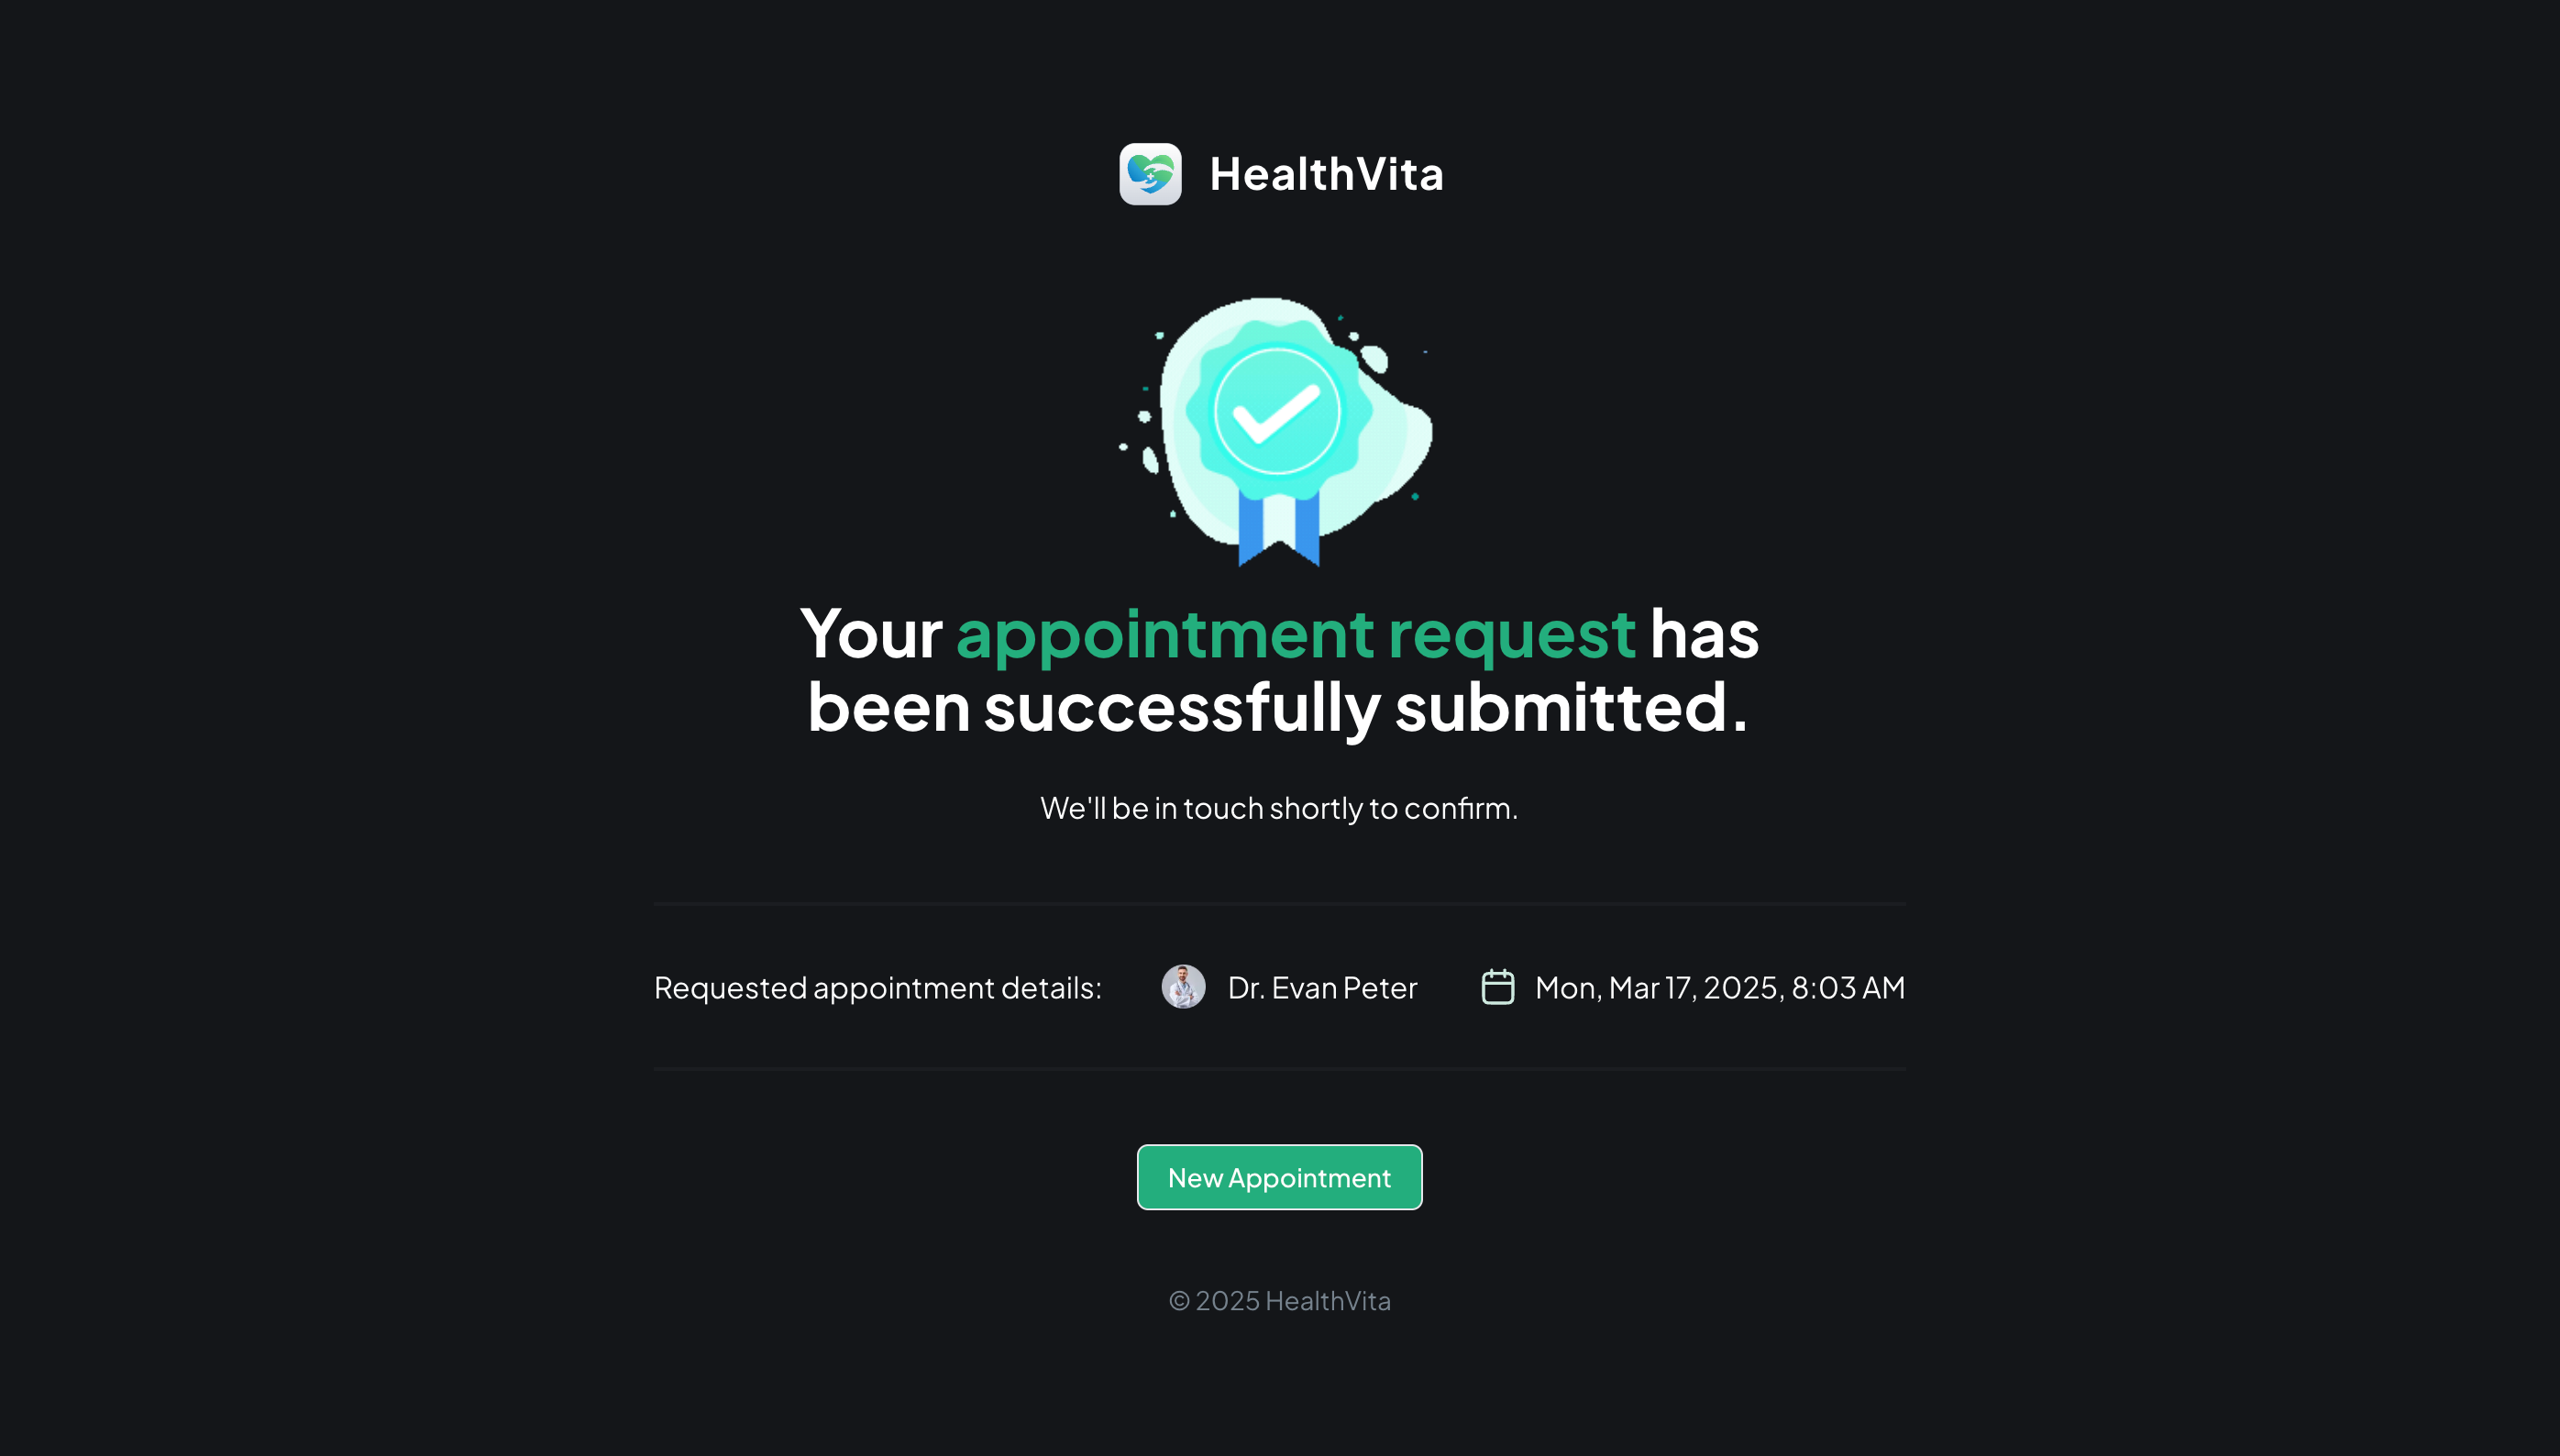 HealthVita
Your appointment request has
been successfully submitted.
We'll be in touch shortly to confirm.
Requested appointment details: Dr. Evan Peter Mon, Mar 17, 2025, 8:03 AM
New Appointment
© 2025 HealthVita